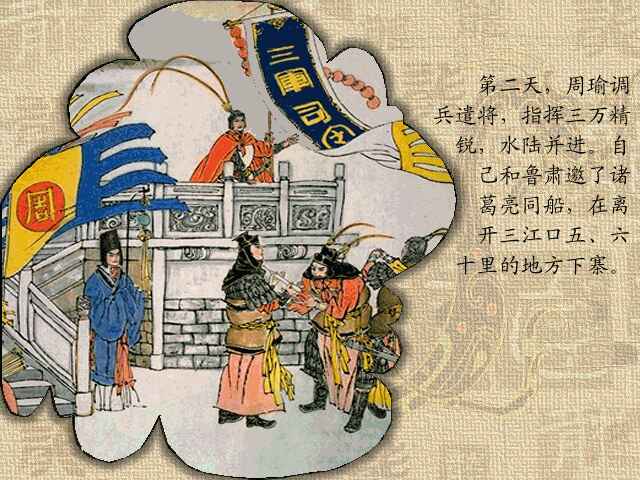 三軍司令
周
第二天，周瑜调
兵遣将，指挥三万精
锐，水陆并进。自
己和鲁肃邀了诸
葛亮同船，在离
开三江口五、六
十里的地方下寨。